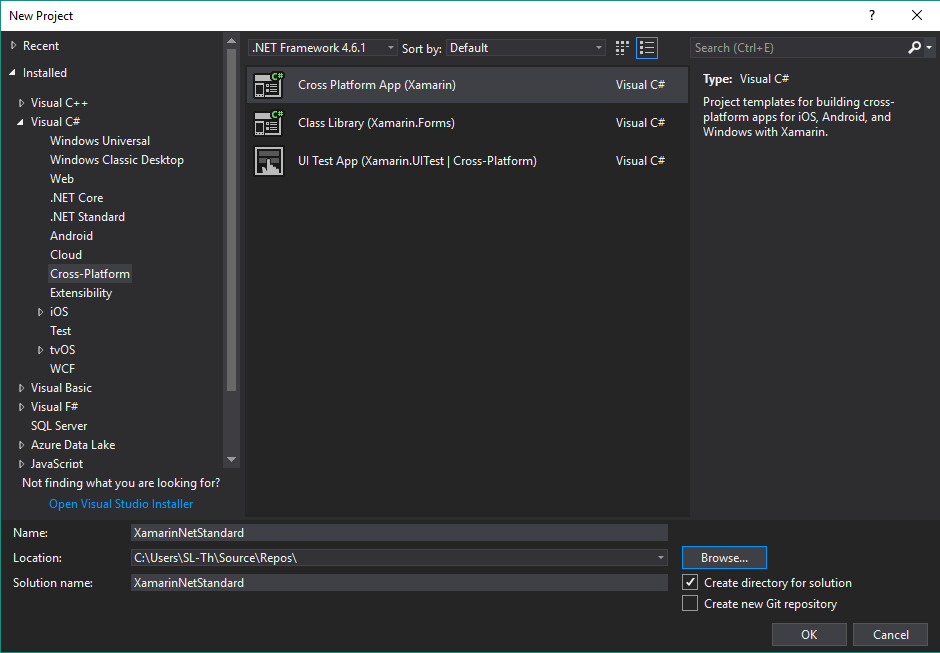 New Project
?
Recent
Installed
Visual C++
Visual C#
Windows Universal
Windows Classic Desktop
Web
.NET Core
.NET Standard
Android
Cloud
Cross-Platform
Extensibility
iOS
Test
tvOS
WCF
Visual Basic
Visual F#
SQL Server
Azure Data Lake
JavaScript
Not finding what you are looking for?
Open Visual Studio Installer
.NET Framework 4.6.1 Sort by: Default
C# Cross Platform App (Xamarin) Visual C#
C# Class Library (Xamarin.Forms) Visual C#
UI Test App (Xamarin.UITest | Cross-Platform) Visual C#
Search (Ctrl+E)
Type: Visual C#
Project templates for building cross-
platform apps for iOS, Android, and
Windows with Xamarin.
Name: XamarinNetStandard
Location: C:\Users\SL-Th\Source\Repos\ Browse...
Solution name: XamarinNetStandard
Create directory for solution
Create new Git repository
OK Cancel